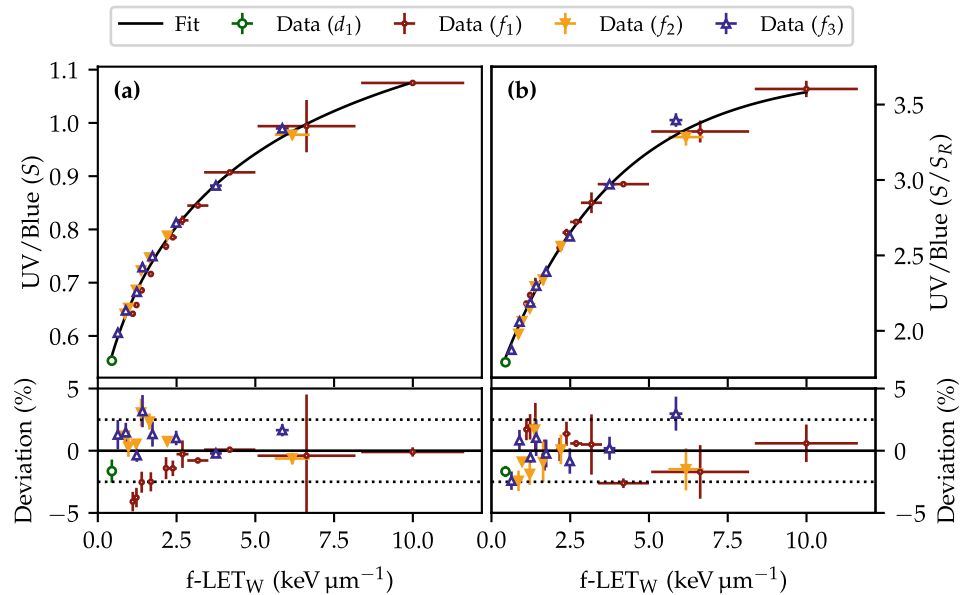 Fit Data (d₁) Data (f₁) Data (f₂) Data (f₃)
(a) (b)
UV/Blue (S)
1.1
1.0
0.9
0.8
0.7
0.6
UV/Blue (S/S_R)
3.5
3.0
2.5
2.0
Deviation (%)
5
0
−5
Deviation (%)
5
0
−5
0.0 2.5 5.0 7.5 10.0
0.0 2.5 5.0 7.5 10.0
f-LET_W (keV μm⁻¹) f-LET_W (keV μm⁻¹)